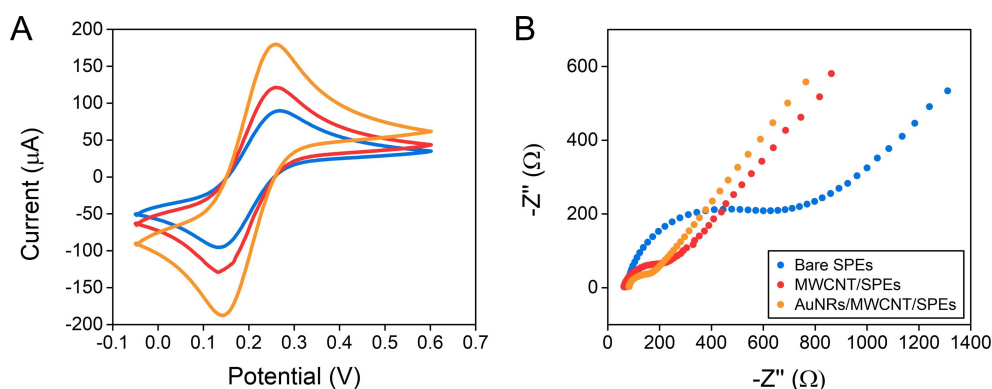 A
200
150
100
50
0
-50
-100
-150
-200
Current (μA)
-0.1 0.0 0.1 0.2 0.3 0.4 0.5 0.6 0.7
Potential (V)
B
600
400
200
0
-Z'' (Ω)
Bare SPEs
MWCNT/SPEs
AuNRs/MWCNT/SPEs
0 200 400 600 800 1000 1200 1400
-Z'' (Ω)